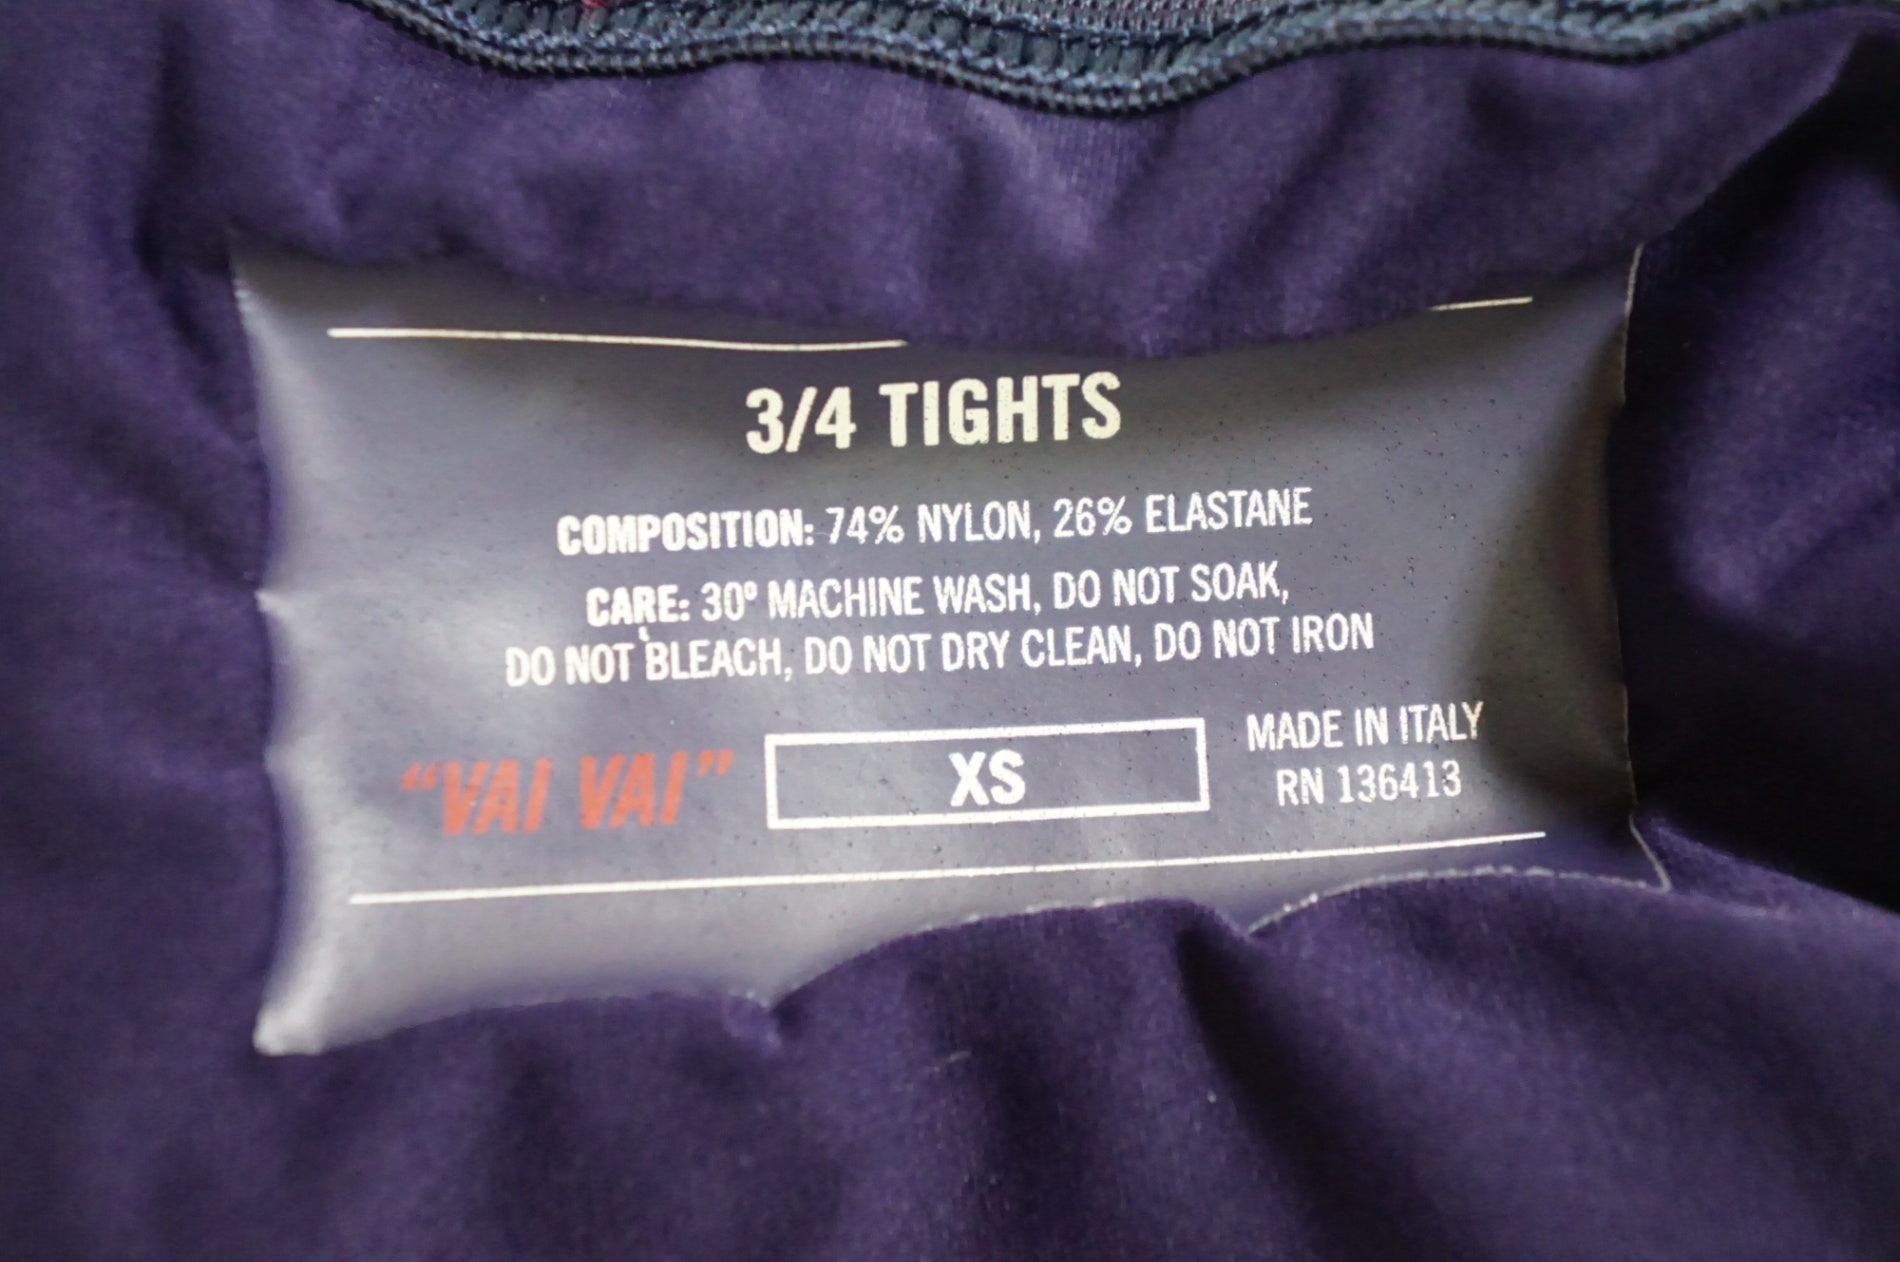 3/4 TIGHTS
COMPOSITION: 74% NYLON, 26% ELASTANE
CARE: 30° MACHINE WASH, DO NOT SOAK,
DO NOT BLEACH, DO NOT DRY CLEAN, DO NOT IRON
"VAI VAI" XS MADE IN ITALY
RN 136413